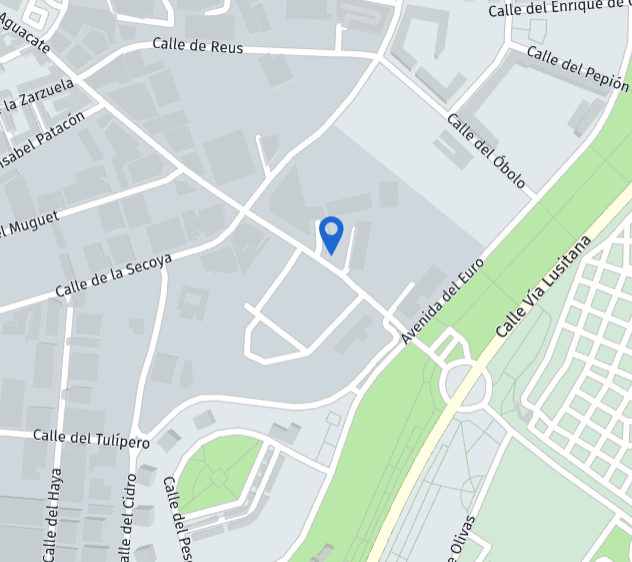 Calle del Enrique de
Aguacate
Calle de Reus
Calle del Pepión
la Zarzuela
Isabel Patacón
Calle del Óbolo
el Muguet
Calle de la Secoya
Avenida del Euro
Calle Vía Lusitana
Calle del Tulípero
Calle del Haya
alle del Cidro
Calle del Pes
e Olivas